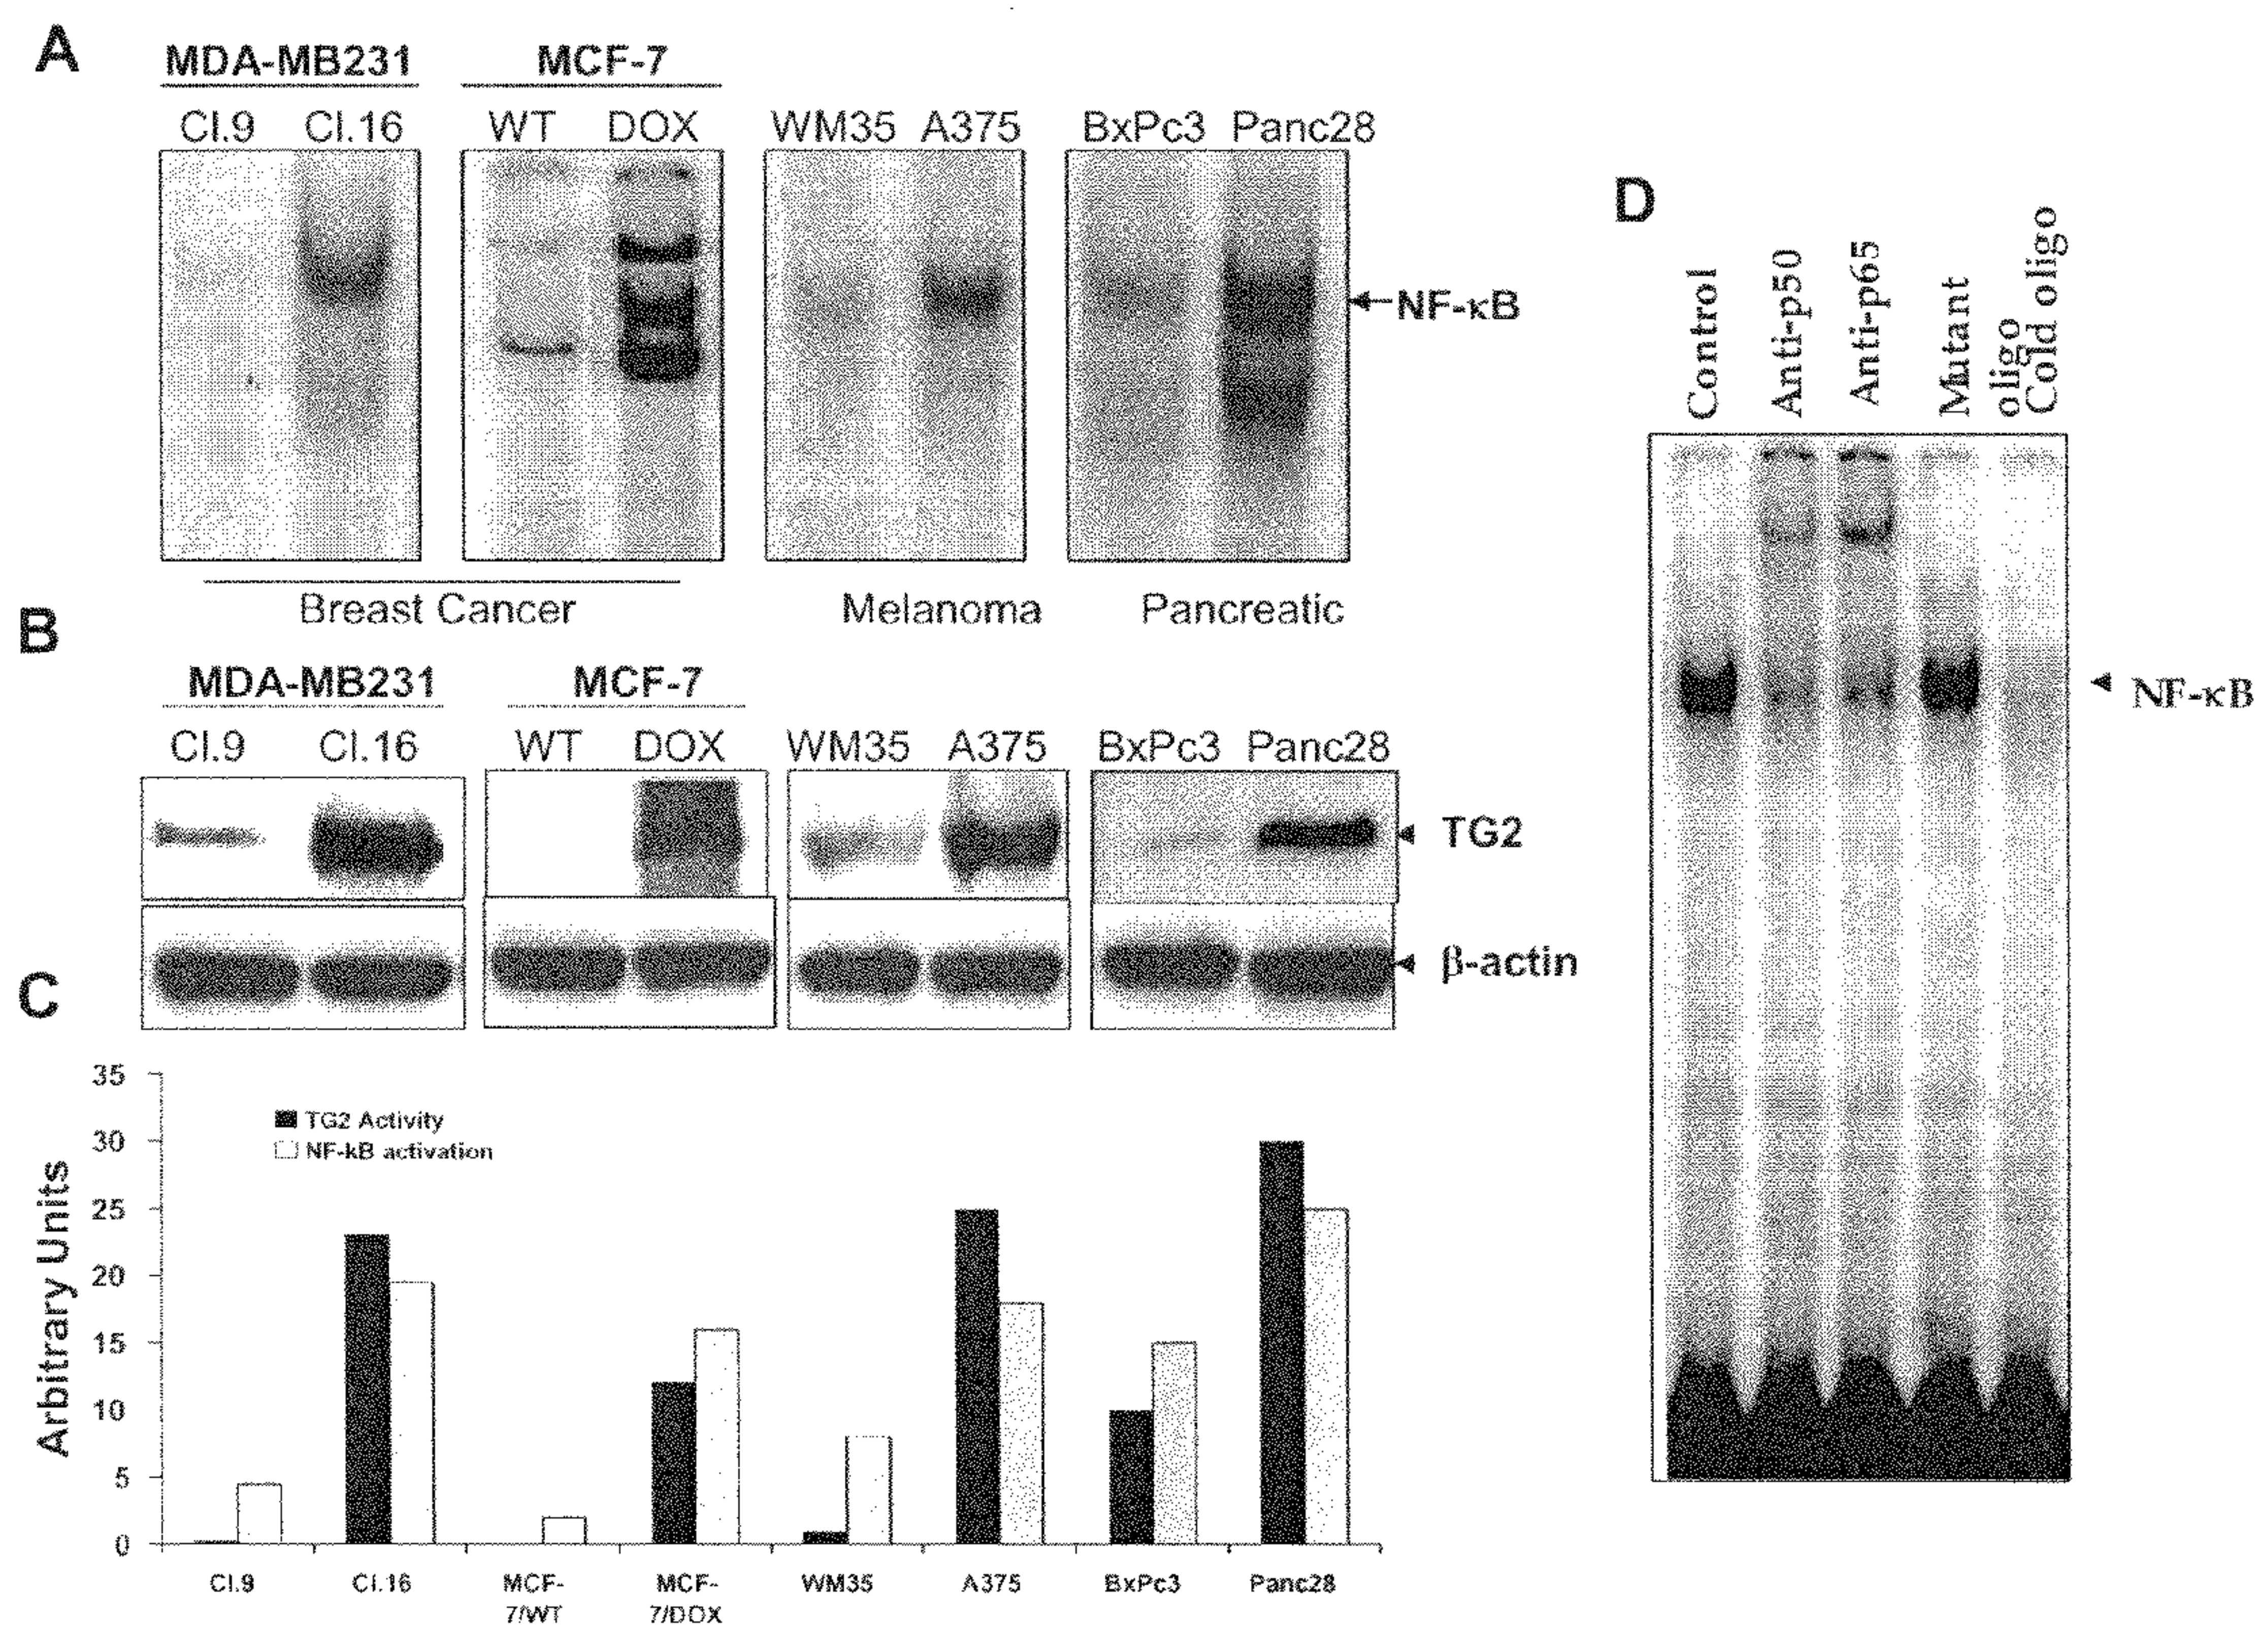 A
MDA-MB231 MCF-7
Cl.9 Cl.16 WT DOX WM35 A375 BxPc3 Panc28
NF-κB
Breast Cancer Melanoma Pancreatic
B
MDA-MB231 MCF-7
Cl.9 Cl.16 WT DOX WM35 A375 BxPc3 Panc28
TG2
β-actin
C
35
30
25
20
15
10
5
0
Arbitrary Units
TG2 Activity
NF-kB activation
Cl.9 Cl.16 MCF-7/WT MCF-7/DOX WM35 A375 BxPc3 Panc28
D
Control
Anti-p50
Anti-p65
Mutant
oligo
Cold oligo
NF-κB